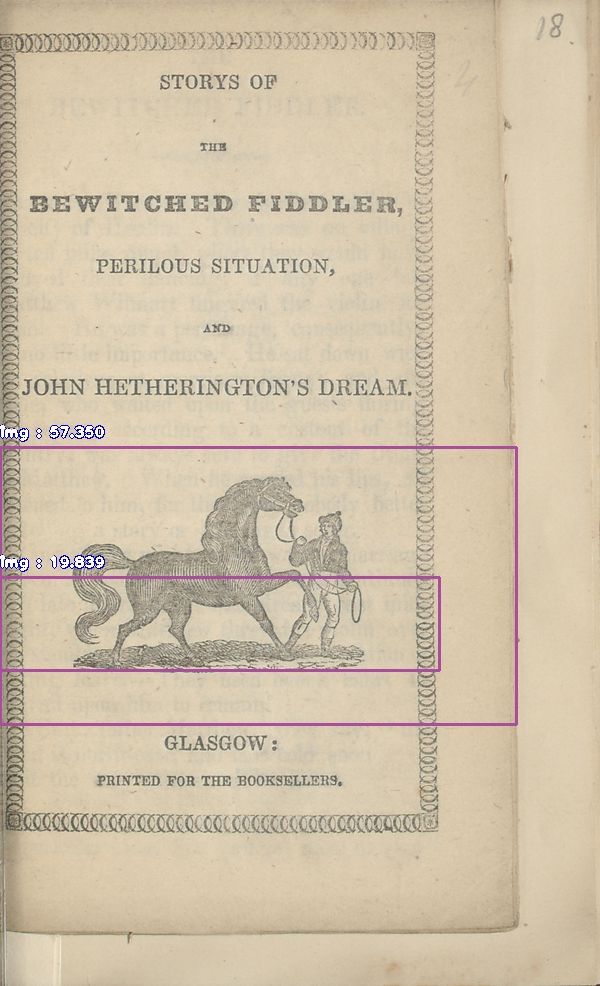 18
STORYS OF
THE
BEWITCHED FIDDLER,
PERILOUS SITUATION,
AND
JOHN HETHERINGTON'S DREAM.
Img : 57.350
Img : 19.839
GLASGOW:
PRINTED FOR THE BOOKSELLERS.